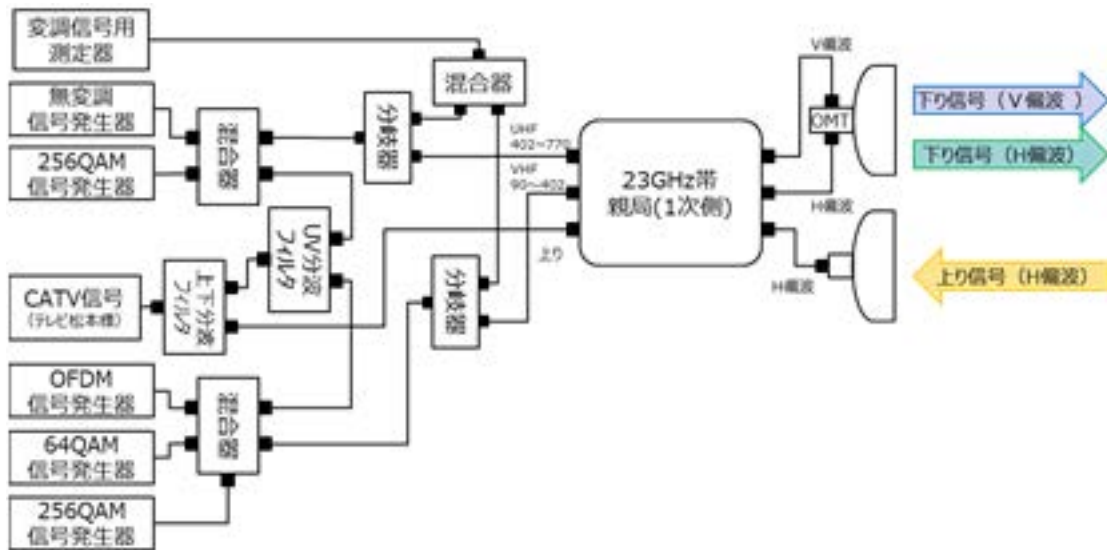 変調信号用
測定器
無変調
信号発生器
256QAM
信号発生器
CATV信号
(テレビ松本様)
OFDM
信号発生器
64QAM
信号発生器
256QAM
信号発生器
混合器
上下分波
フィルタ
混合器
UV分波
フィルタ
分岐器
混合器
分岐器
UHF
402~770
VHF
90~402
上り
23GHz帯
親局(1次側)
V偏波
OMT
H偏波
H偏波
下り信号（V偏波 ）
下り信号（H偏波）
上り信号（H偏波）